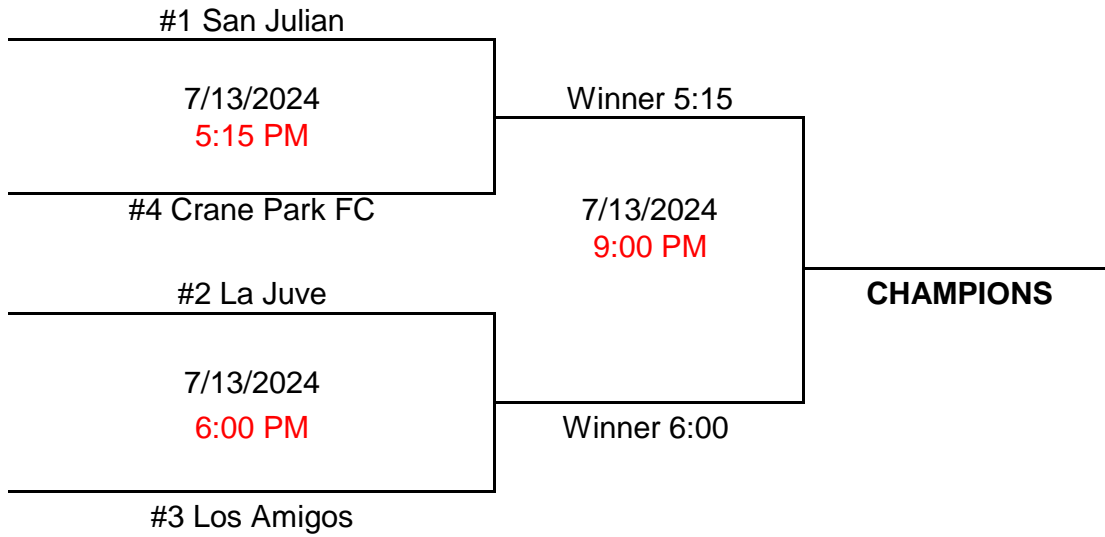 #1 San Julian
7/13/2024
5:15 PM
Winner 5:15
#4 Crane Park FC
7/13/2024
9:00 PM
#2 La Juve
CHAMPIONS
7/13/2024
6:00 PM
Winner 6:00
#3 Los Amigos